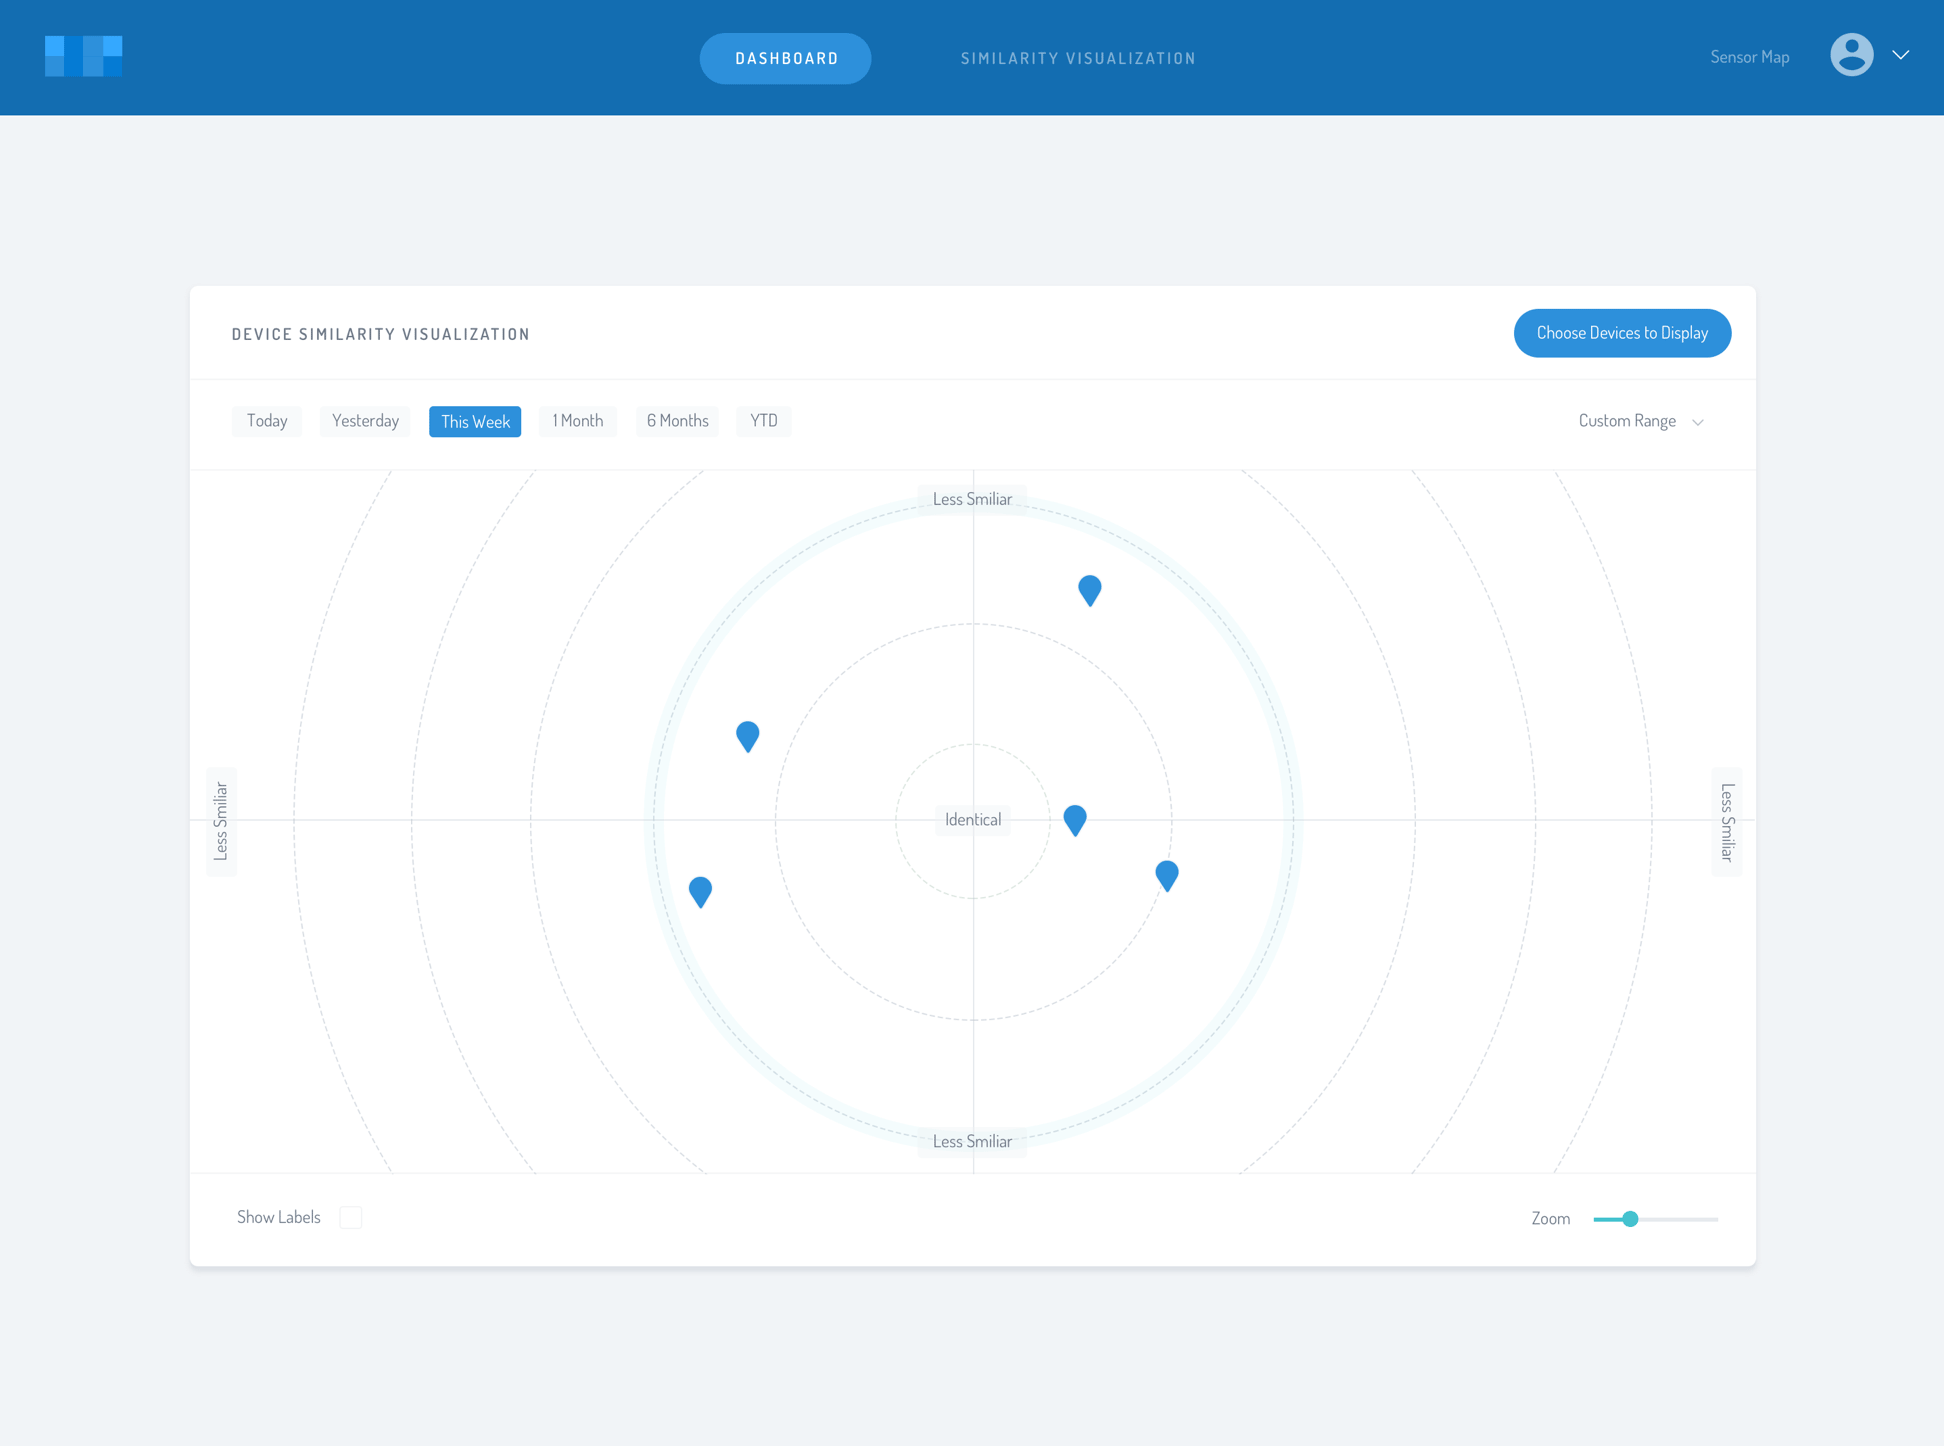 DASHBOARD
SIMILARITY VISUALIZATION
Sensor Map
DEVICE SIMILARITY VISUALIZATION
Choose Devices to Display
Today
Yesterday
This Week
1 Month
6 Months
YTD
Custom Range
Less Smiliar
Less Smiliar
Identical
Less Smiliar
Less Smiliar
Show Labels
Zoom